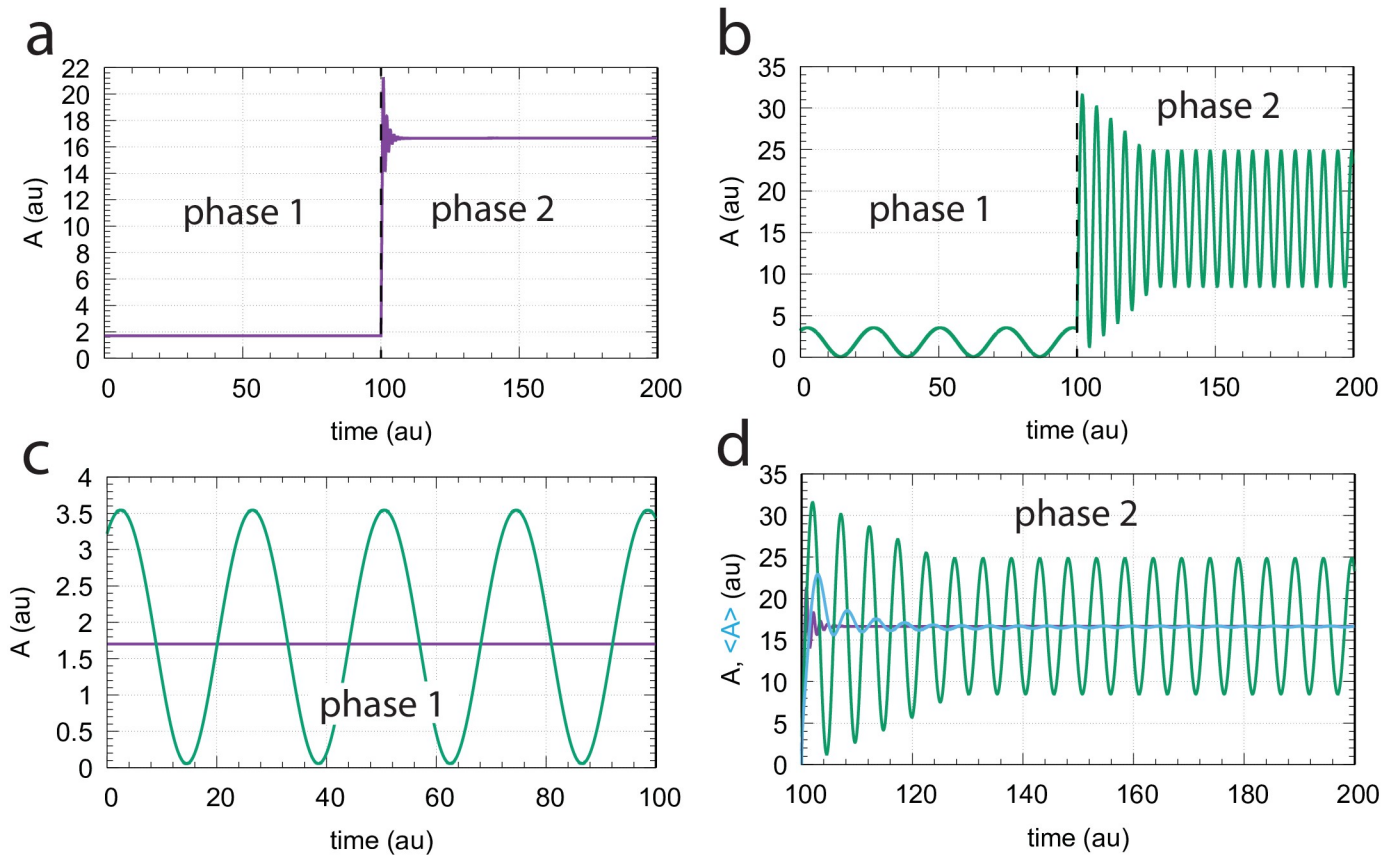 a
22
20
18
16
14
12
10
8
6
4
2
0
A (au)
phase 1
phase 2
0 50 100 150 200
time (au)
b
35
30
25
20
15
10
5
0
A (au)
phase 1
phase 2
0 50 100 150 200
time (au)
c
4
3.5
3
2.5
2
1.5
1
0.5
0
A (au)
phase 1
0 20 40 60 80 100
time (au)
d
35
30
25
20
15
10
5
0
A, <A> (au)
phase 2
100 120 140 160 180 200
time (au)